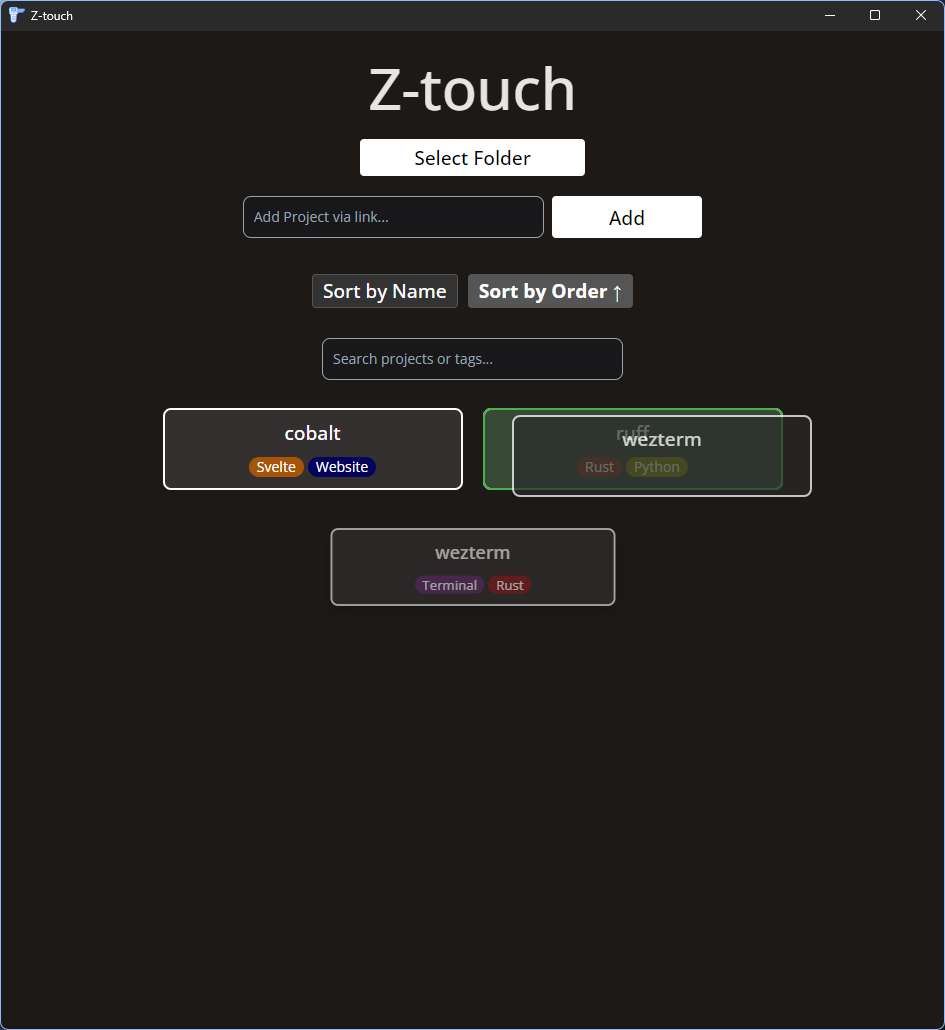 Z-touch
Z-touch
Select Folder
Add Project via link...
Add
Sort by Name
Sort by Order ↑
Search projects or tags...
cobalt
Svelte Website
ruff
wezterm
Rust Python
wezterm
Terminal Rust